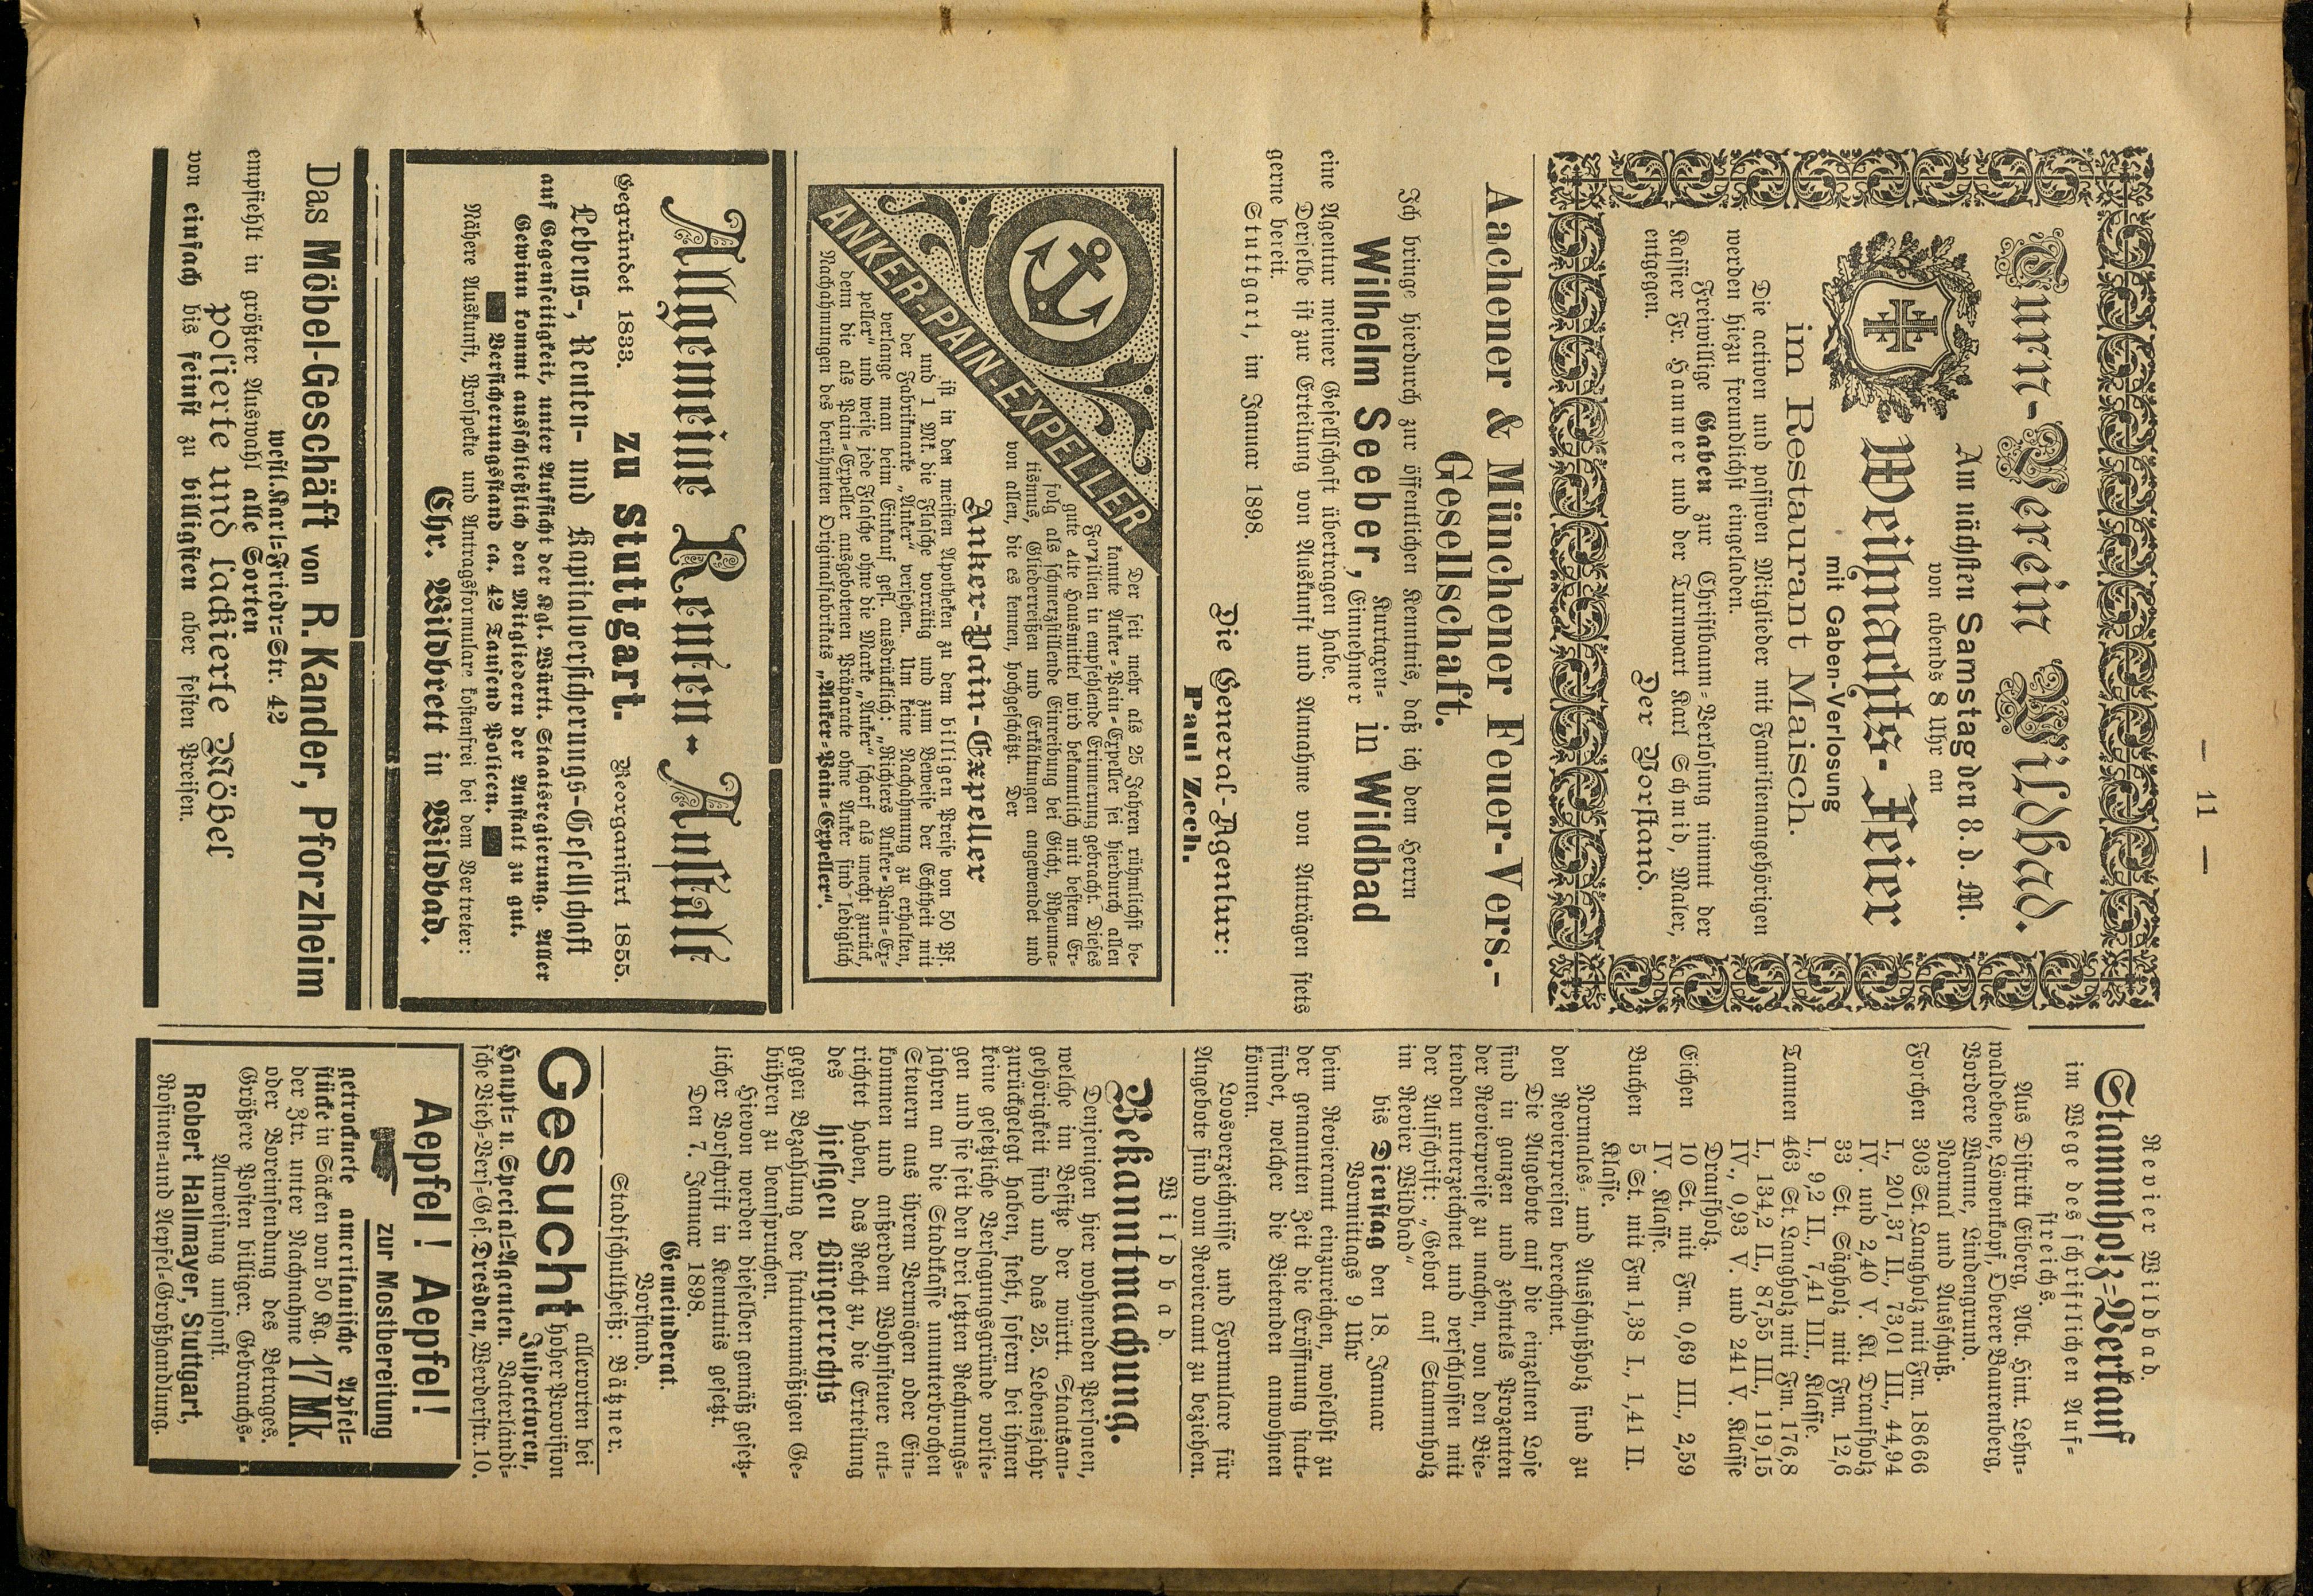 — 11 —
Turn-Verein Wildbad.
Am nächsten Samstag den 8. d. M.
von abends 8 Uhr an
Weihnachts-Feier
mit Gaben-Verlosung
im Restaurant Maisch.
Die activen und passiven Mitglieder mit Familienangehörigen
werden hiezu freundlichst eingeladen.
Freiwillige Gaben zur Christbaum-Verlosung nimmt der
Kassier Fr. Hammer und der Turnwart Karl Schmid, Maler,
entgegen.
Der Vorstand.
Aachener & Münchener Feuer-Vers.-
Gesellschaft.
Ich bringe hierdurch zur öffentlichen Kenntnis, daß ich dem Herrn
Wilhelm Seeber, Kurtaxen-Einnehmer in Wildbad
eine Agentur meiner Gesellschaft übertragen habe.
Derselbe ist zur Erteilung von Auskunft und Annahme von Anträgen stets
gerne bereit.
Stuttgart, im Januar 1898.
Die General-Agentur:
Paul Zech.
ANKER-PAIN-EXPELLER
Der seit mehr als 25 Jahren rühmlichst be-
kannte Anker-Pain-Expeller sei hierdurch allen
Familien in empfehlende Erinnerung gebracht. Dieses
gute alte Hausmittel wird bekanntlich mit bestem Er-
folg als schmerzstillende Einreibung bei Gicht, Rheuma-
tismus, Gliederreißen und Erkältungen angewendet und
von allen, die es kennen, hochgeschätzt. Der
Anker-Pain-Expeller
ist in den meisten Apotheken zu dem billigen Preise von 50 Pf.
und 1 Mk. die Flasche vorrätig und zum Beweise der Echtheit mit
der Fabrikmarke „Anker“ versehen. Um keine Nachahmung zu erhalten,
verlange man beim Einkauf gefl. ausdrücklich: „Richters Anker-Pain-Ex-
peller“ und weise jede Flasche ohne die Marke „Anker“ scharf als unecht zurück,
denn die als Pain-Expeller ausgebotenen Präparate ohne Anker sind lediglich
Nachahmungen des berühmten Originalfabrikats „Anker-Pain-Expeller“.
Allgemeine Renten-Anstalt
Gegründet 1833. zu Stuttgart. Reorganisirt 1855.
Lebens-, Renten- und Kapitalversicherungs-Gesellschaft
auf Gegenseitigkeit, unter Aufsicht der Kgl. Württ. Staatsregierung. Aller
Gewinn kommt ausschließlich den Mitgliedern der Anstalt zu gut.
Versicherungsstand ca. 42 Tausend Policen.
Nähere Auskunft, Prospekte und Antragsformulare kostenfrei bei dem Vertreter:
Chr. Wildbrett in Wildbad.
Das Möbel-Geschäft von R. Kander, Pforzheim
westl. Karl-Friedr-Str. 42
empfiehlt in größter Auswahl alle Sorten
polierte und lackierte Möbel
von einfach bis feinst zu billigsten aber festen Preisen.
Revier Wildbad.
Stammholz-Verkauf
im Wege des schriftlichen Auf-
streichs.
Aus Distrikt Eiberg, Abt. Hint. Lehn-
waldebene, Löwenkopf, Oberer Baurenberg,
Vordere Wanne, Lindengrund.
Normal und Ausschuß.
Forchen 303 St. Langholz mit Fm. 186 66
I., 201,37 II., 73,01 III., 44,94
IV. und 2,40 V. Kl. Draufholz
33 St. Sägholz mit Fm. 12,6
I., 9,2 II., 7,41 III., Klasse.
Tannen 463 St. Langholz mit Fm. 176,8
I., 134,2 II., 87,55 III., 119,15
IV., 0,93 V. und 241 V. Klasse
Draufholz.
Eichen 10 St. mit Fm. 0,69 III., 2,59
IV. Klasse.
Buchen 5 St. mit Fm 1,38 I., 1,41 II.
Klasse.
Normales- und Ausschußholz sind zu
den Revierpreisen berechnet.
Die Angebote auf die einzelnen Lose
sind in ganzen und zehntels Prozenten
der Revierpreise zu machen, von den Bie-
tenden unterzeichnet und verschlossen mit
der Aufschrift: „Gebot auf Stammholz
im Revier Wildbad“
bis Dienstag den 18. Januar
Vormittags 9 Uhr
beim Revieramt einzureichen, woselbst zu
der genannten Zeit die Eröffnung statt-
findet, welcher die Bietenden anwohnen
können.
Loosverzeichnisse und Formulare für
Angebote sind vom Revieramt zu beziehen.
Wildbad.
Bekanntmachung.
Denjenigen hier wohnenden Personen,
welche im Besitze der württ. Staatsan-
gehörigkeit sind und das 25. Lebensjahr
zurückgelegt haben, steht, sofern bei ihnen
keine gesetzliche Versagungsgründe vorlie-
gen und sie seit den drei letzten Rechnungs-
jahren an die Stadtkasse ununterbrochen
Steuern aus ihrem Vermögen oder Ein-
kommen und außerdem Wohnsteuer ent-
richtet haben, das Recht zu, die Erteilung
des
hiesigen Bürgerrechts
gegen Bezahlung der statutenmäßigen Ge-
bühren zu beanspruchen.
Hievon werden dieselben gemäß gesetz-
licher Vorschrift in Kenntnis gesetzt.
Den 7. Januar 1898.
Gemeinderat.
Vorstand.
Stadtschultheiß: Bätzner.
Gesucht allerorten bei
hoher Provision
Inspectoren,
Haupt- u. Special-Agenten. Vaterländi-
sche Vieh-Vers-Ges. Dresden, Werderstr. 10.
Aepfel! Aepfel!
zur Mostbereitung
getrocknete amerikanische Apfel-
stücke in Säcken von 50 Kg. 17 Mk.
der Ztr. unter Nachnahme
oder Voreinsendung des Betrages.
Größere Posten billiger. Gebrauchs-
Anweisung umsonst.
Robert Hallmayer, Stuttgart,
Rosinen- und Aepfel-Großhandlung.